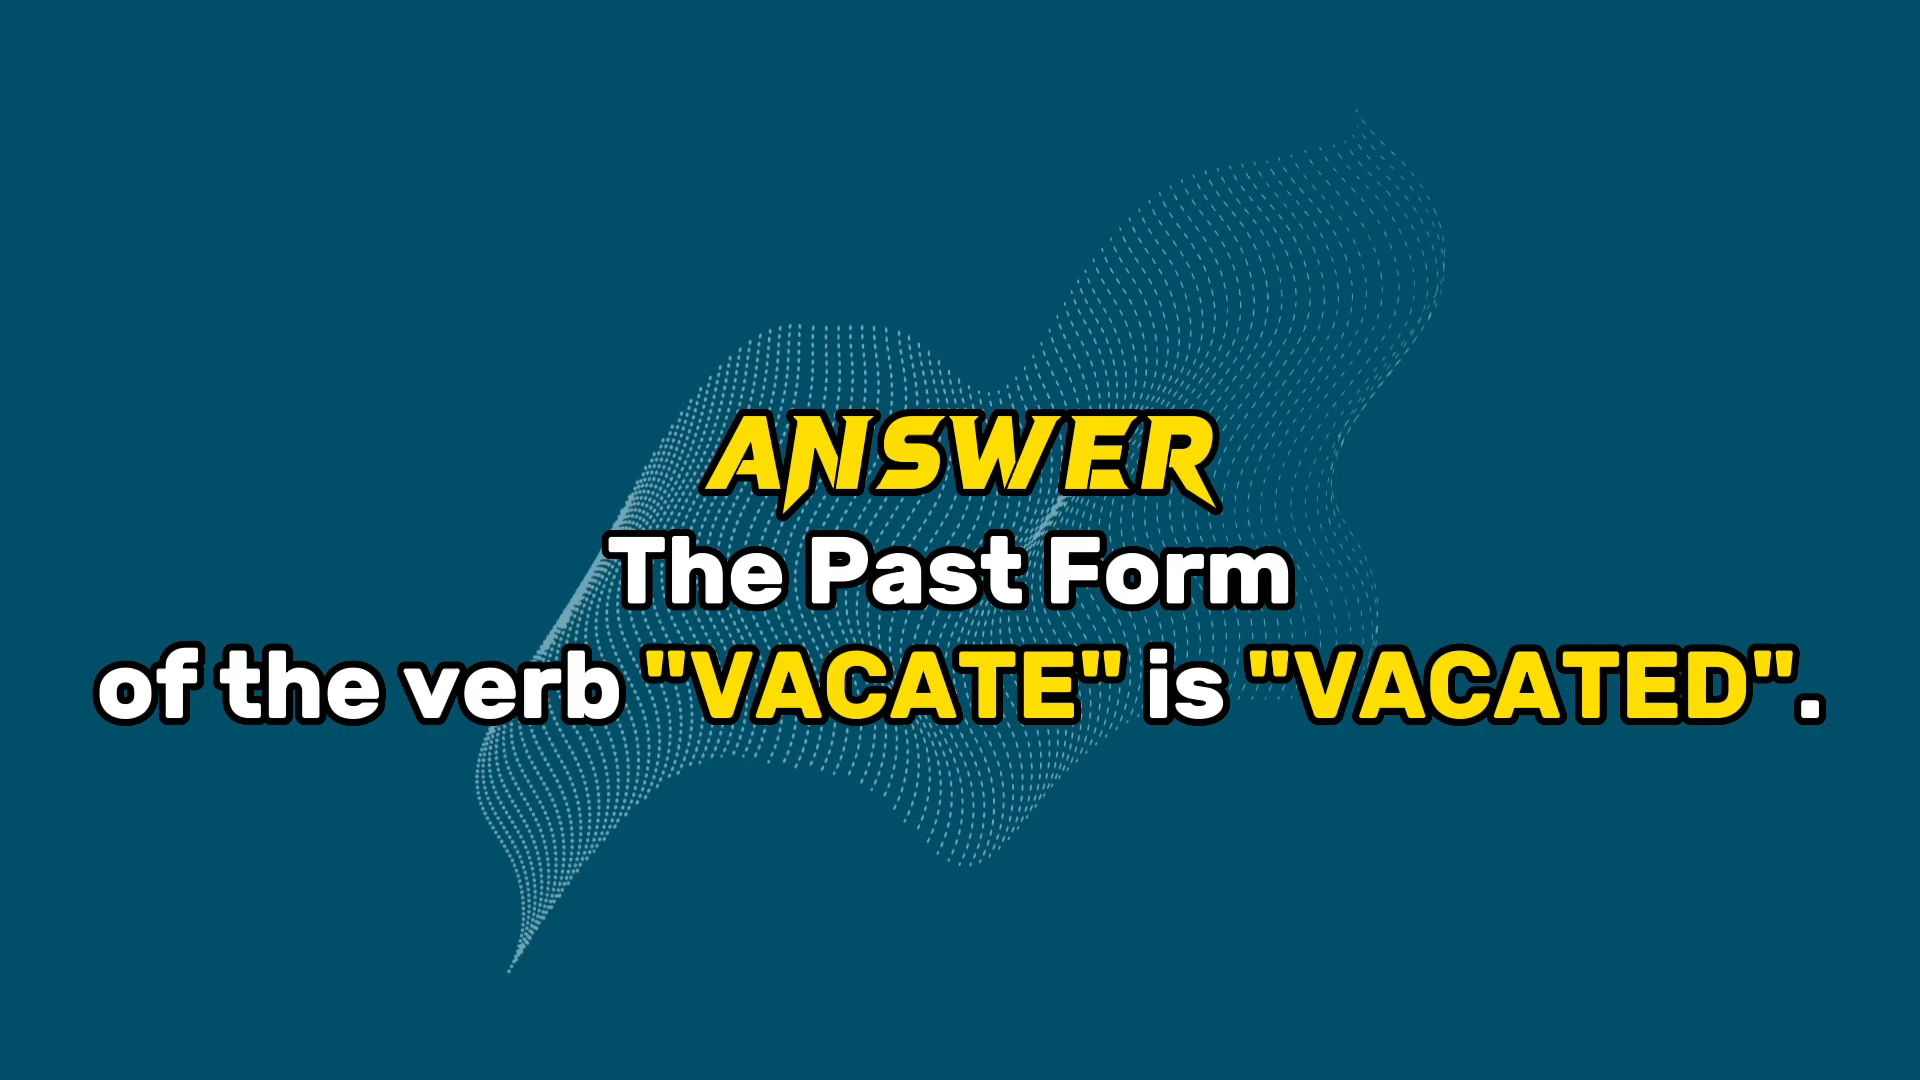 ANSWER
The Past Form
of the verb "VACATE" is "VACATED".